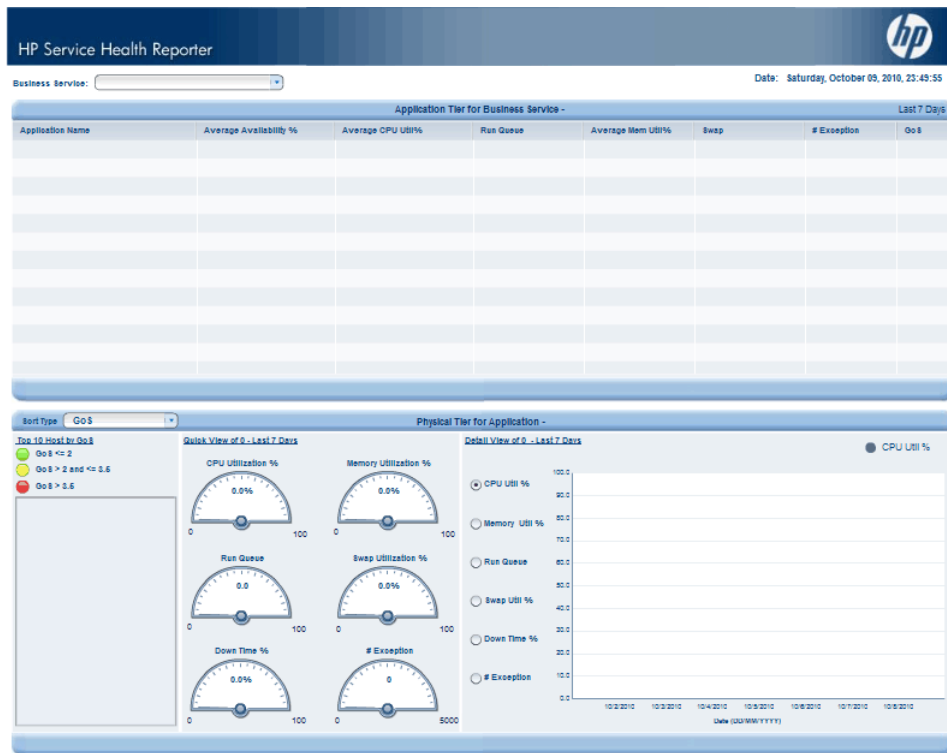 HP Service Health Reporter
hp
Business Service:
Date: Saturday, October 09, 2010, 23:49:55
Application Tier for Business Service -
Last 7 Days
Application Name Average Availability % Average CPU Util% Run Queue Average Mem Util% Swap # Exception GoS
Sort Type GoS
Physical Tier for Application -
Top 10 Host by GoS
GoS <= 2
GoS > 2 and <= 3.5
GoS > 3.5
Quick View of 0 - Last 7 Days
CPU Utilization %
0.0%
0 100
Memory Utilization %
0.0%
0 100
Run Queue
0.0
0 100
Swap Utilization %
0.0%
0 100
Down Time %
0.0%
0 100
# Exception
0
0 5000
Detail View of 0 - Last 7 Days
CPU Util %
CPU Util %
Memory Util %
Run Queue
Swap Util %
Down Time %
# Exception
100.0
90.0
80.0
70.0
60.0
50.0
40.0
30.0
20.0
10.0
0.0
10/2/2010 10/3/2010 10/4/2010 10/5/2010 10/6/2010 10/7/2010 10/8/2010
Date (DD/MM/YYYY)